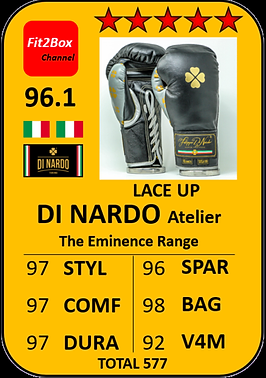 Fit2Box
Channel
96.1
DI NARDO
LACE UP
DI NARDO Atelier
The Eminence Range
97 STYL 96 SPAR
97 COMF 98 BAG
97 DURA 92 V4M
TOTAL 577